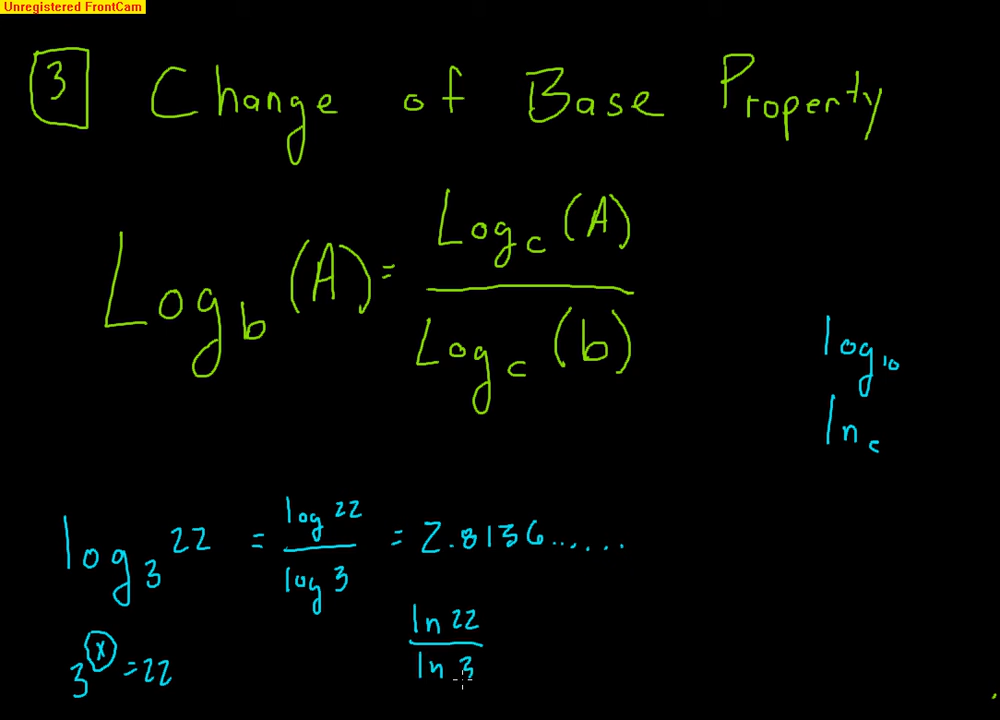 Unregistered FrontCam
3 Change of Base Property
Log_b (A) = Log_c (A) / Log_c (b)
log_10
ln_e
log_3 22 = log 22 / log 3 = 2.8136......
ln 22 / ln 3
3^x = 22